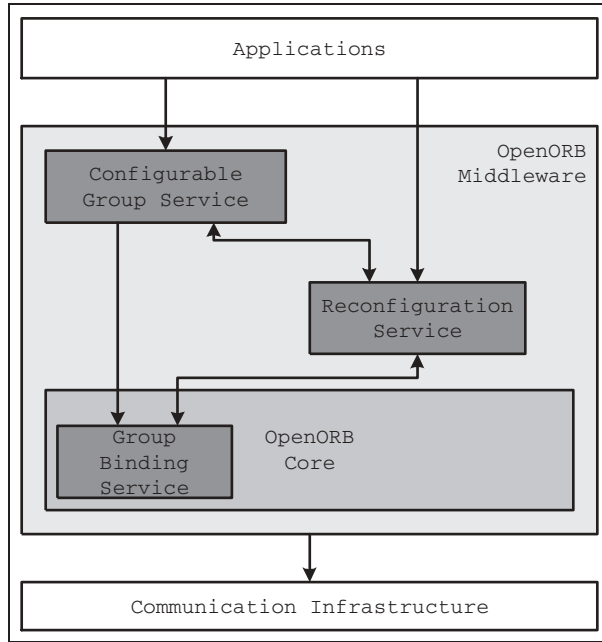 Applications
OpenORB
Middleware
Configurable
Group Service
Reconfiguration
Service
Group
Binding
Service
OpenORB
Core
Communication Infrastructure